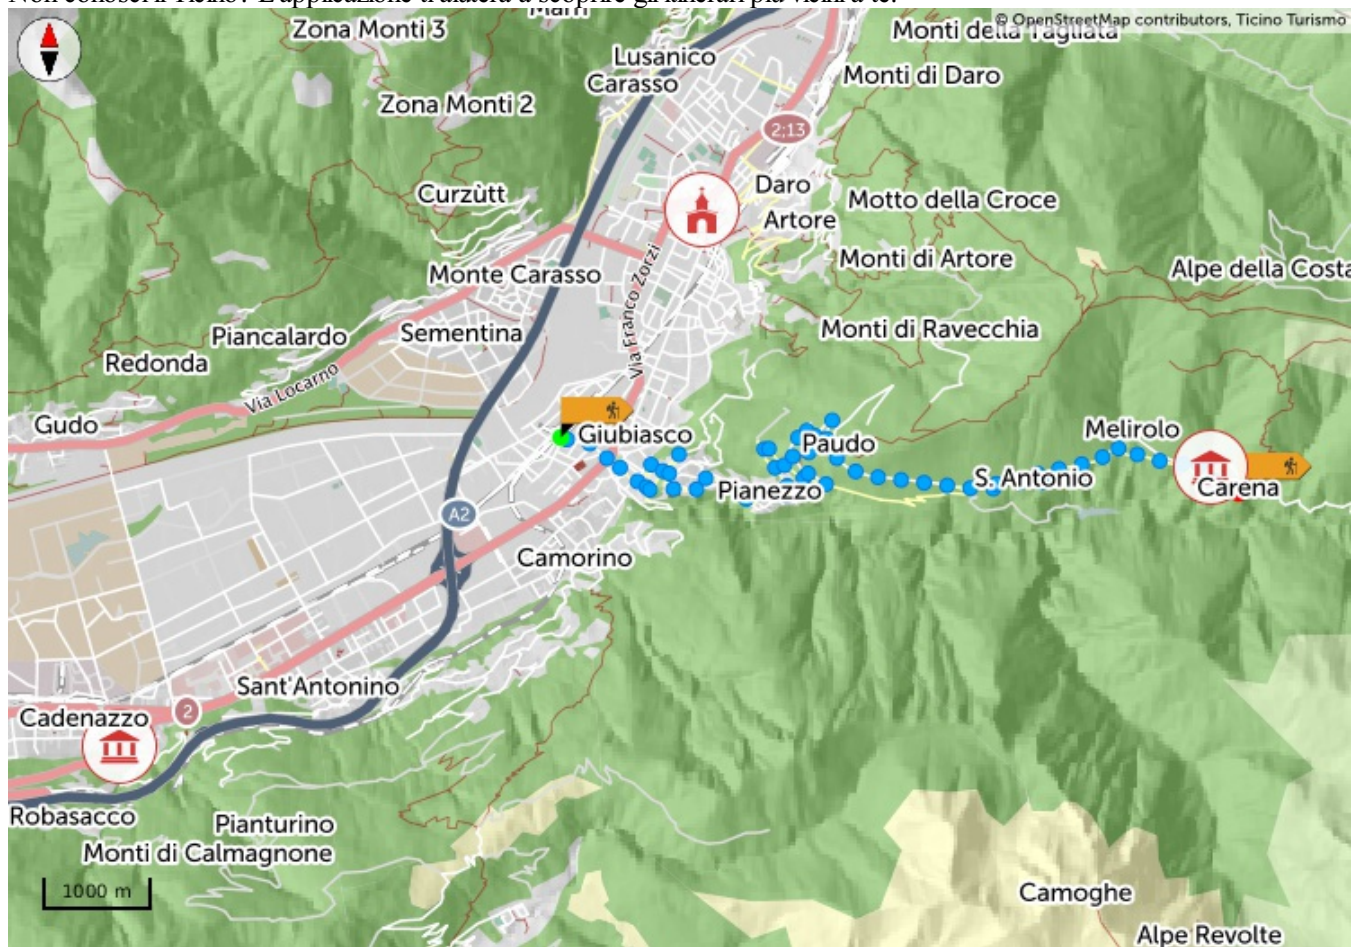 © OpenStreetMap contributors, Ticino Turismo
Zona Monti 3
Monti della Tagliata
Lusanico
Carasso
Monti di Daro
Zona Monti 2
2;13
Daro
Curzùtt
Motto della Croce
Artore
Monti di Artore
Alpe della Costa
Monte Carasso
Via Franco Zorzi
Sementina
Monti di Ravecchia
Piancalardo
Redonda
Via Locarno
Gudo
Giubiasco
Melirolo
Paudo
S. Antonio
Carena
Pianezzo
A2
Camorino
Sant'Antonino
2
Cadenazzo
Robasacco
Pianturino
Monti di Calmagnone
1000 m
Camoghe
Alpe Revolte